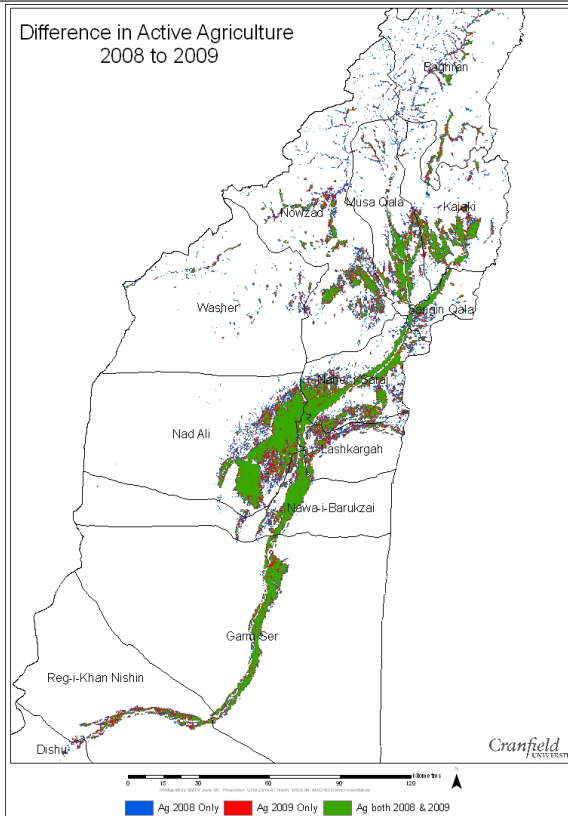 Difference in Active Agriculture
2008 to 2009
Baghran
Musa Qala
Kajaki
Nowzad
Washer
Sangin Qala
Nahr-i-Saraj
Nad Ali
Lashkargah
Nawa-i-Barukzai
Garm Ser
Reg-i-Khan Nishin
Dishu
Cranfield
UNIVERSITY
0 15 30 60 90 120 Kilometres
N
Ag 2008 Only Ag 2009 Only Ag both 2008 & 2009